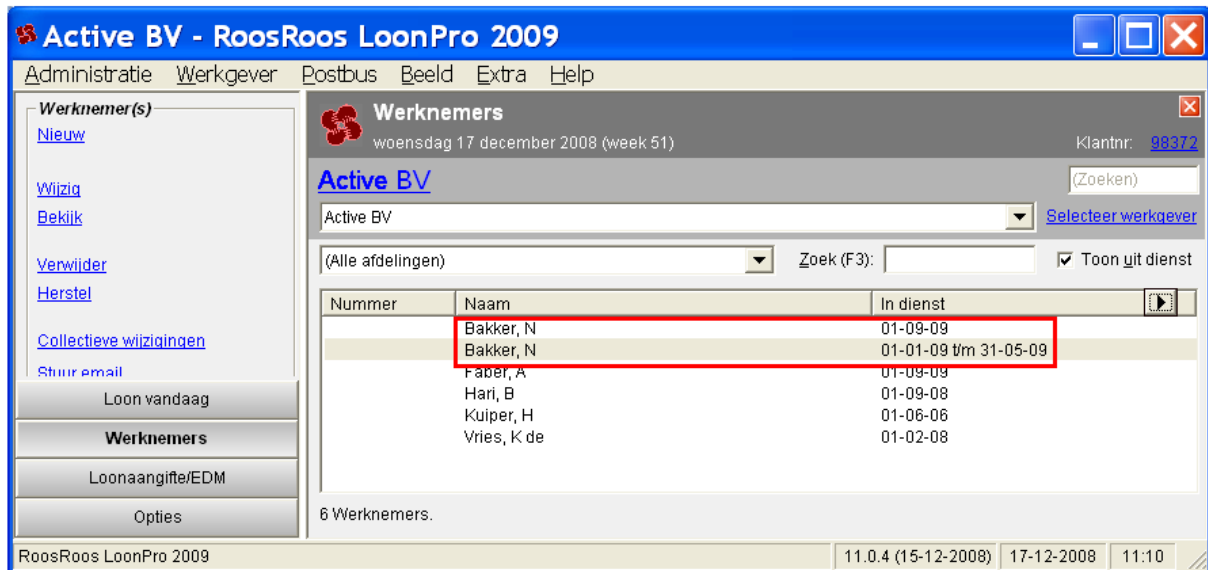 Active BV - RoosRoos LoonPro 2009
Administratie Werkgever Postbus Beeld Extra Help
Werknemer(s)
Nieuw
Wijzig
Bekijk
Verwijder
Herstel
Collectieve wijzigingen
Stuur email
Loon vandaag
Werknemers
Loonaangifte/EDM
Opties
Werknemers
woensdag 17 december 2008 (week 51)
Klantnr: 98372
Active BV
(Zoeken)
Active BV
Selecteer werkgever
(Alle afdelingen)
Zoek (F3):
Toon uit dienst
Nummer Naam In dienst
Bakker, N 01-09-09
Bakker, N 01-01-09 t/m 31-05-09
Faber, A 01-09-09
Hari, B 01-09-08
Kuiper, H 01-06-06
Vries, K de 01-02-08
6 Werknemers.
RoosRoos LoonPro 2009 11.0.4 (15-12-2008) 17-12-2008 11:10